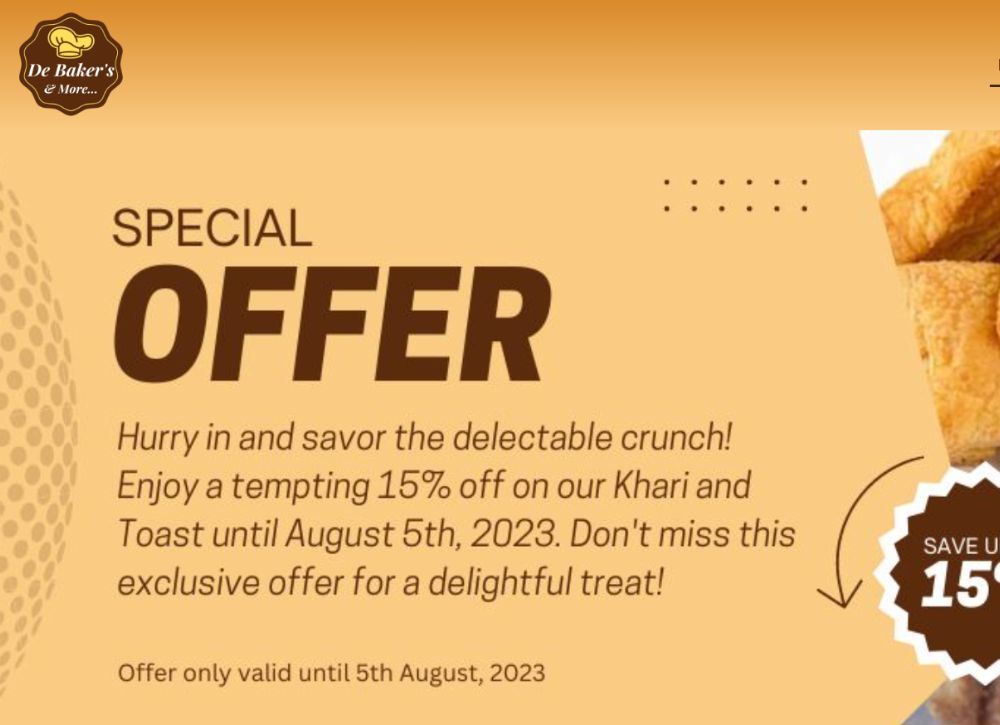 De Baker's
& More...
SPECIAL
OFFER
Hurry in and savor the delectable crunch!
Enjoy a tempting 15% off on our Khari and
Toast until August 5th, 2023. Don't miss this
exclusive offer for a delightful treat!
SAVE U
15%
Offer only valid until 5th August, 2023